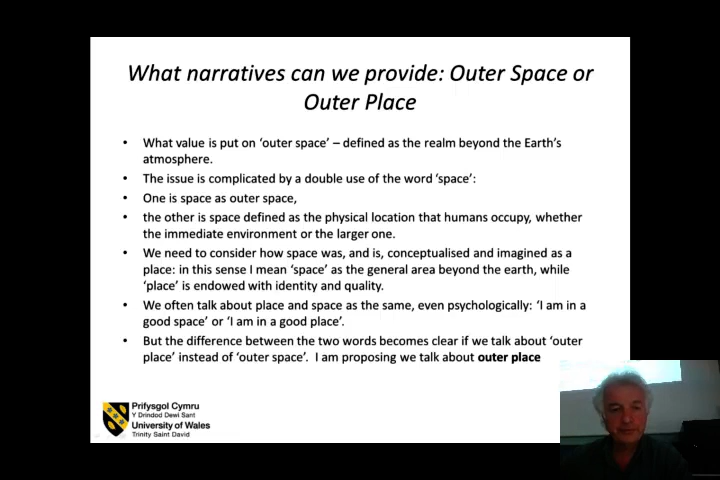 What narratives can we provide: Outer Space or
Outer Place
• What value is put on ‘outer space’ – defined as the realm beyond the Earth’s
atmosphere.
• The issue is complicated by a double use of the word ‘space’:
• One is space as outer space,
• the other is space defined as the physical location that humans occupy, whether
the immediate environment or the larger one.
• We need to consider how space was, and is, conceptualised and imagined as a
place: in this sense I mean ‘space’ as the general area beyond the earth, while
‘place’ is endowed with identity and quality.
• We often talk about place and space as the same, even psychologically: ‘I am in a
good space’ or ‘I am in a good place’.
• But the difference between the two words becomes clear if we talk about ‘outer
place’ instead of ‘outer space’.  I am proposing we talk about outer place
Prifysgol Cymru
Y Drindod Dewi Sant
University of Wales
Trinity Saint David